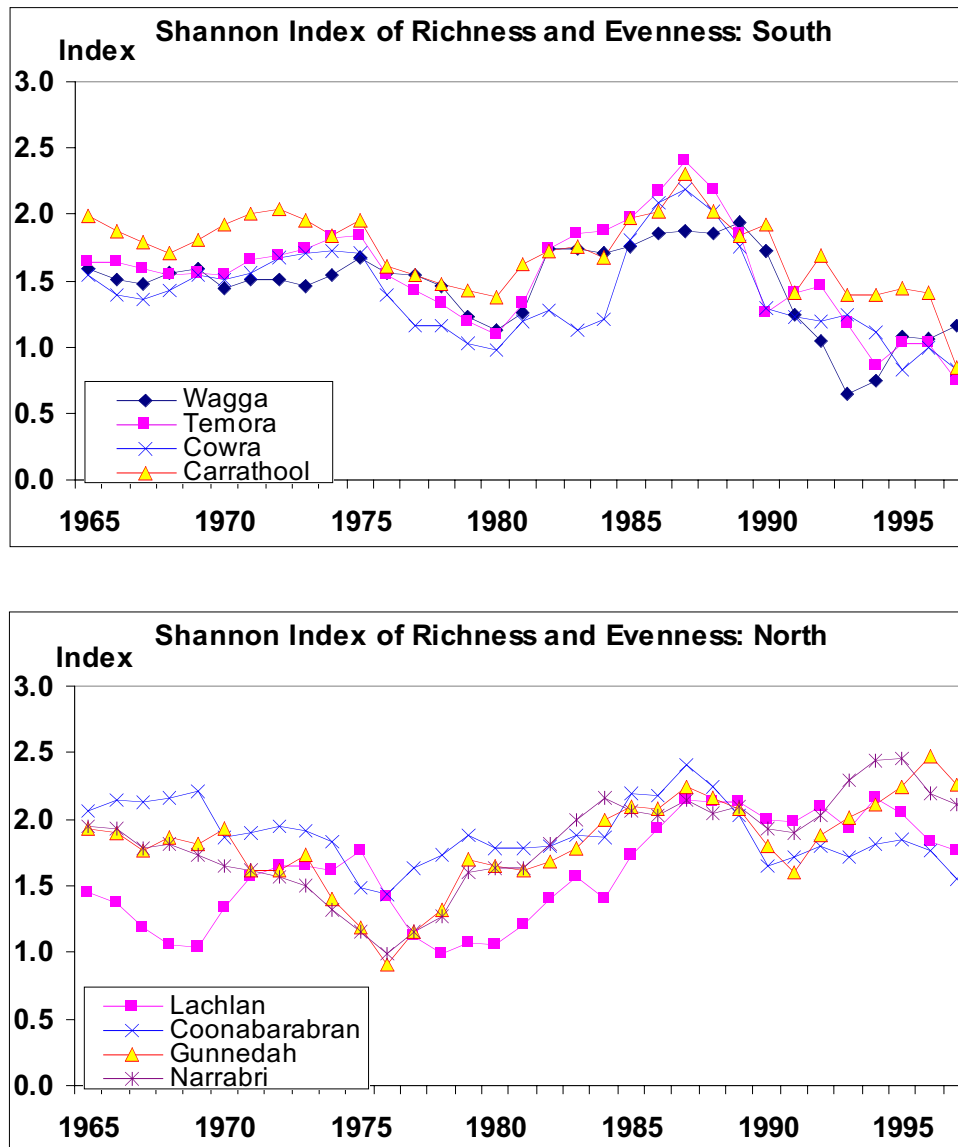 Shannon Index of Richness and Evenness: South
Index
3.0
2.5
2.0
1.5
1.0
0.5
0.0
Wagga
Temora
Cowra
Carrathool
1965 1970 1975 1980 1985 1990 1995
Shannon Index of Richness and Evenness: North
Index
3.0
2.5
2.0
1.5
1.0
0.5
0.0
Lachlan
Coonabarabran
Gunnedah
Narrabri
1965 1970 1975 1980 1985 1990 1995